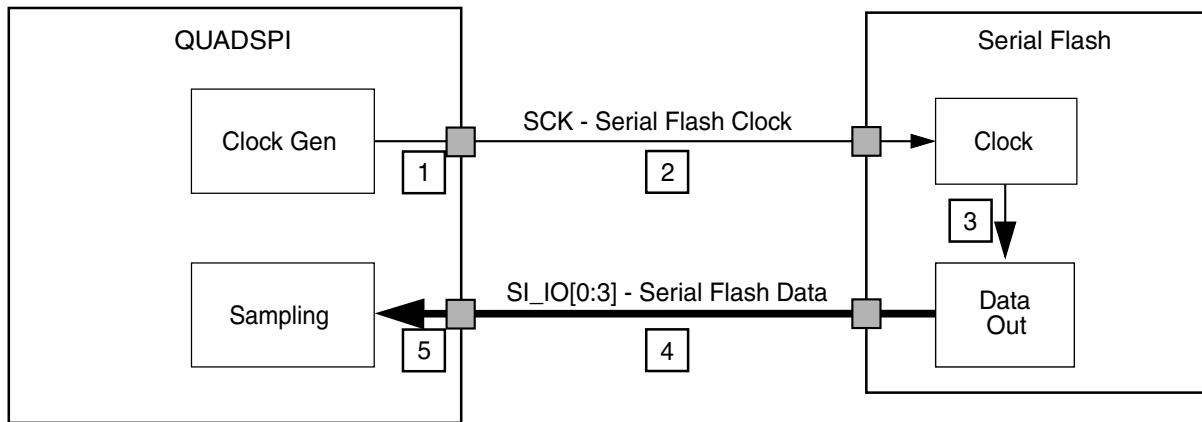 QUADSPI
Serial Flash
Clock Gen
SCK - Serial Flash Clock
Clock
1
2
3
Sampling
SI_IO[0:3] - Serial Flash Data
Data
Out
5
4